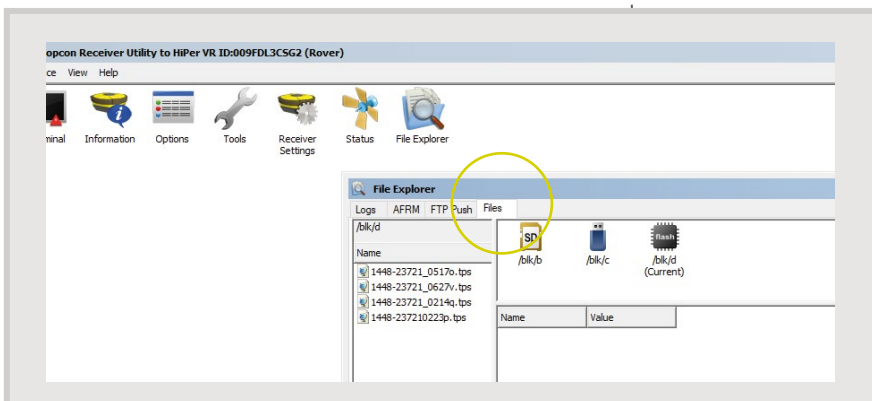 opcon Receiver Utility to HiPer VR ID:009FDL3CSG2 (Rover)
ce View Help
minal Information Options Tools Receiver Settings Status File Explorer
File Explorer
Logs AFRM FTP Push Files
/blk/d
SD
flash
/blk/b /blk/c /blk/d
(Current)
Name
1448-23721_0517o.tps
1448-23721_0627v.tps
1448-23721_0214q.tps
1448-237210223p.tps
Name Value